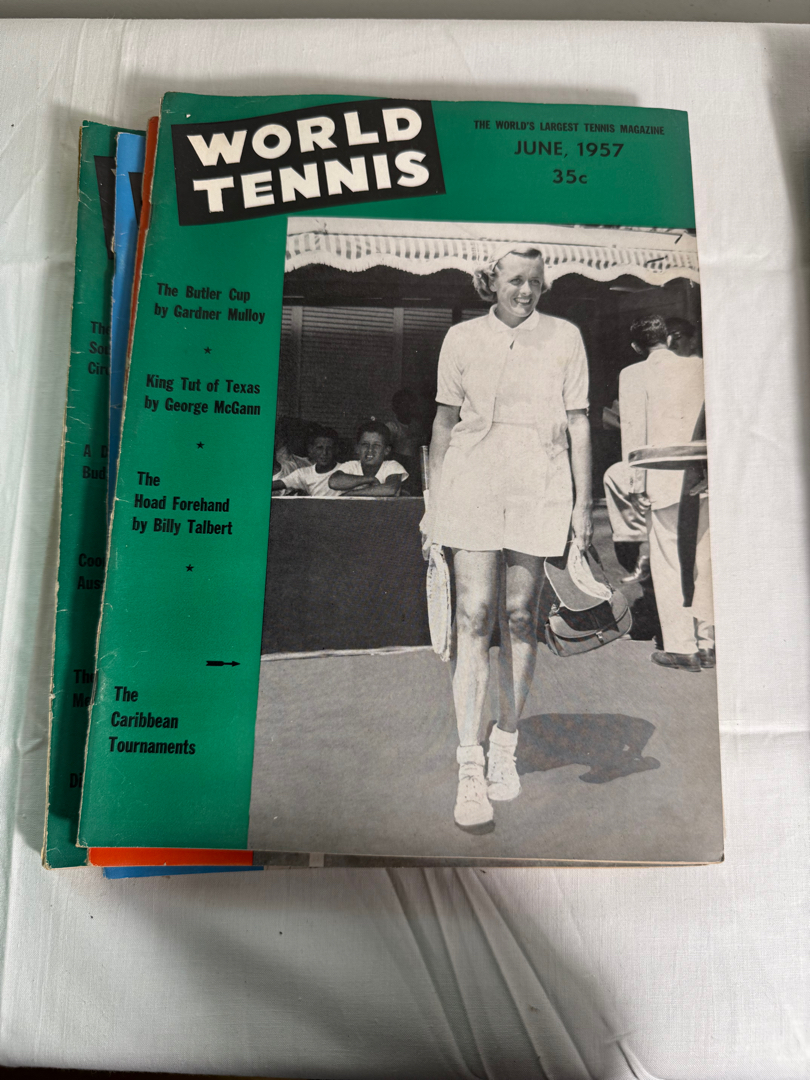 WORLD
TENNIS
THE WORLD'S LARGEST TENNIS MAGAZINE
JUNE, 1957
35c
The Butler Cup
by Gardner Mulloy
King Tut of Texas
by George McGann
The
Hoad Forehand
by Billy Talbert
The
Caribbean
Tournaments